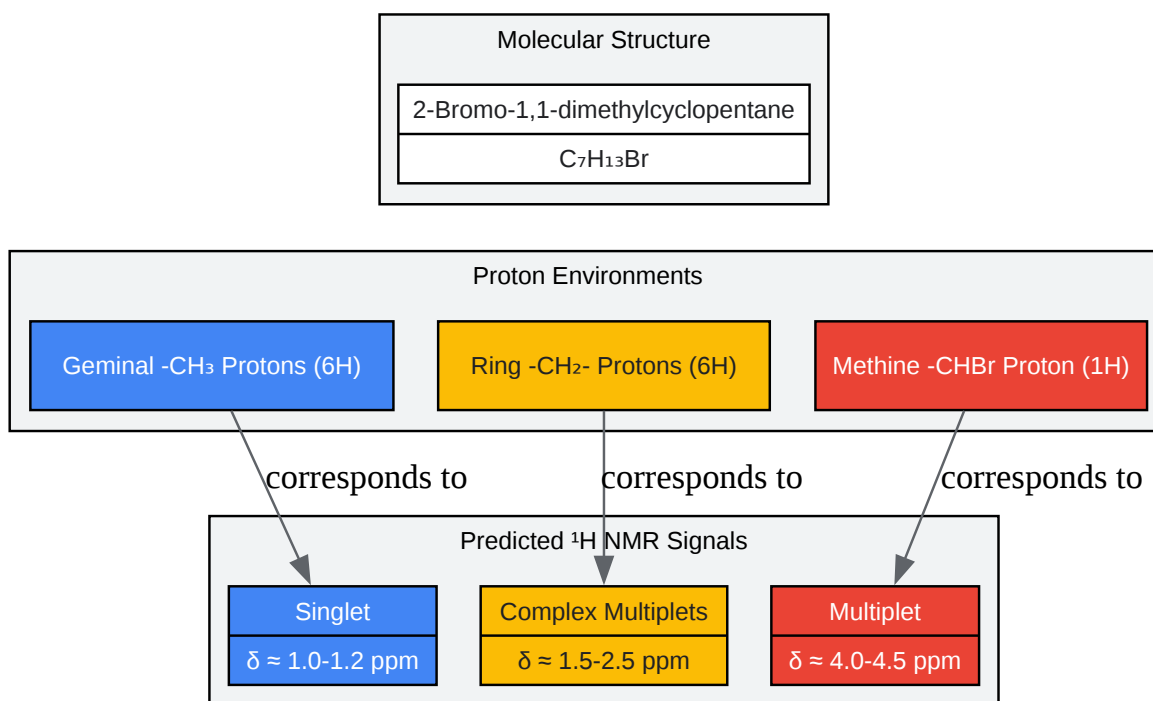 Molecular Structure
2-Bromo-1,1-dimethylcyclopentane
C₇H₁₃Br
Proton Environments
Geminal -CH₃ Protons (6H)
Ring -CH₂- Protons (6H)
Methine -CHBr Proton (1H)
corresponds to
corresponds to
corresponds to
Predicted ¹H NMR Signals
Singlet
δ ≈ 1.0-1.2 ppm
Complex Multiplets
δ ≈ 1.5-2.5 ppm
Multiplet
δ ≈ 4.0-4.5 ppm